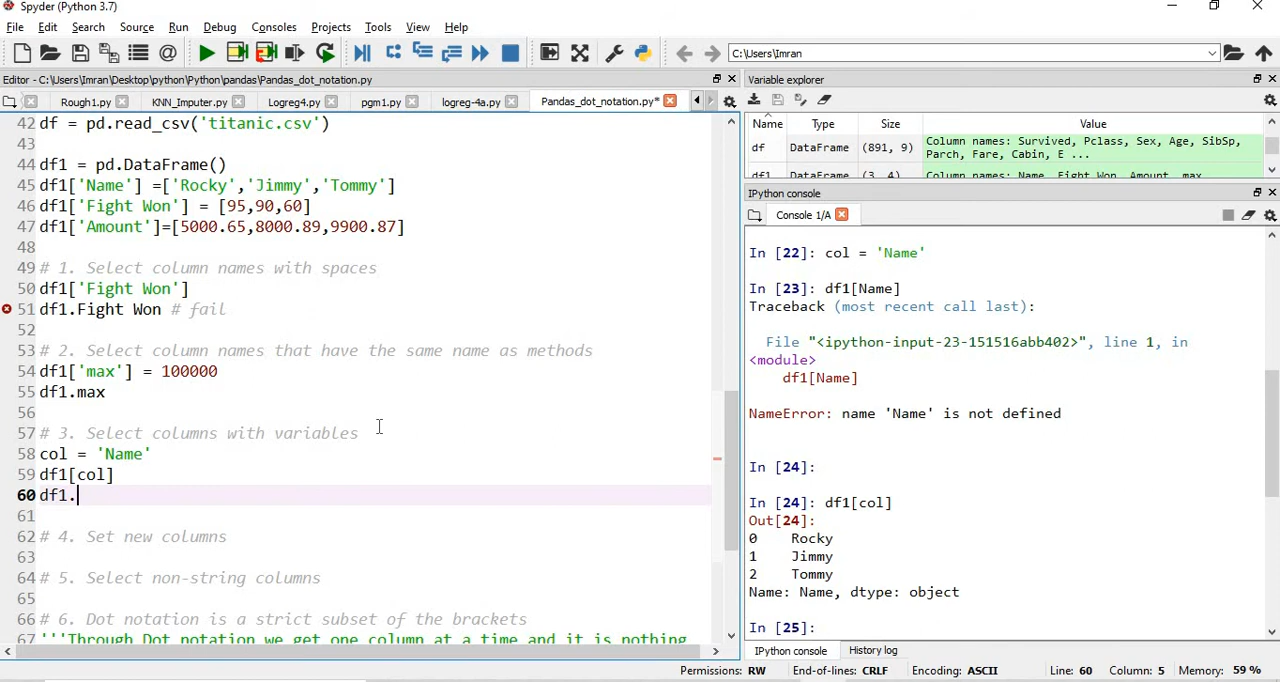 Spyder (Python 3.7)
File Edit Search Source Run Debug Consoles Projects Tools View Help
C:\Users\Imran
Editor - C:\Users\Imran\Desktop\python\Python\pandas\Pandas_dot_notation.py
Rough1.py KNN_Imputer.py Logreg4.py pgm1.py logreg-4a.py Pandas_dot_notation.py*
42 df = pd.read_csv('titanic.csv')
43
44 df1 = pd.DataFrame()
45 df1['Name'] =['Rocky','Jimmy','Tommy']
46 df1['Fight Won'] = [95,90,60]
47 df1['Amount']=[5000.65,8000.89,9900.87]
48
49 # 1. Select column names with spaces
50 df1['Fight Won']
51 df1.Fight Won # fail
52
53 # 2. Select column names that have the same name as methods
54 df1['max'] = 100000
55 df1.max
56
57 # 3. Select columns with variables
58 col = 'Name'
59 df1[col]
60 df1.
61
62 # 4. Set new columns
63
64 # 5. Select non-string columns
65
66 # 6. Dot notation is a strict subset of the brackets
67 '''Through Dot notation we get one column at a time and it is nothing
Variable explorer
Name Type Size Value
df DataFrame (891, 9) Column names: Survived, Pclass, Sex, Age, SibSp,
Parch, Fare, Cabin, E ...
df1 DataFrame (3, 4) Column names: Name, Fight Won, Amount, max
IPython console
Console 1/A
In [22]: col = 'Name'
In [23]: df1[Name]
Traceback (most recent call last):
File "<ipython-input-23-151516abb402>", line 1, in
<module>
df1[Name]
NameError: name 'Name' is not defined
In [24]:
In [24]: df1[col]
Out[24]:
0 Rocky
1 Jimmy
2 Tommy
Name: Name, dtype: object
In [25]:
IPython console History log
Permissions: RW End-of-lines: CRLF Encoding: ASCII Line: 60 Column: 5 Memory: 59 %